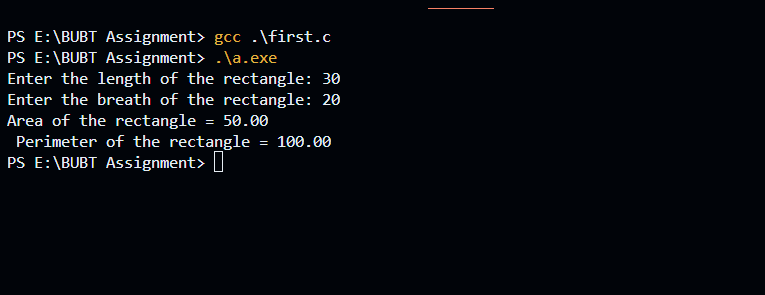 PS E:\BUBT Assignment> gcc .\first.c
PS E:\BUBT Assignment> .\a.exe
Enter the length of the rectangle: 30
Enter the breath of the rectangle: 20
Area of the rectangle = 50.00
 Perimeter of the rectangle = 100.00
PS E:\BUBT Assignment>